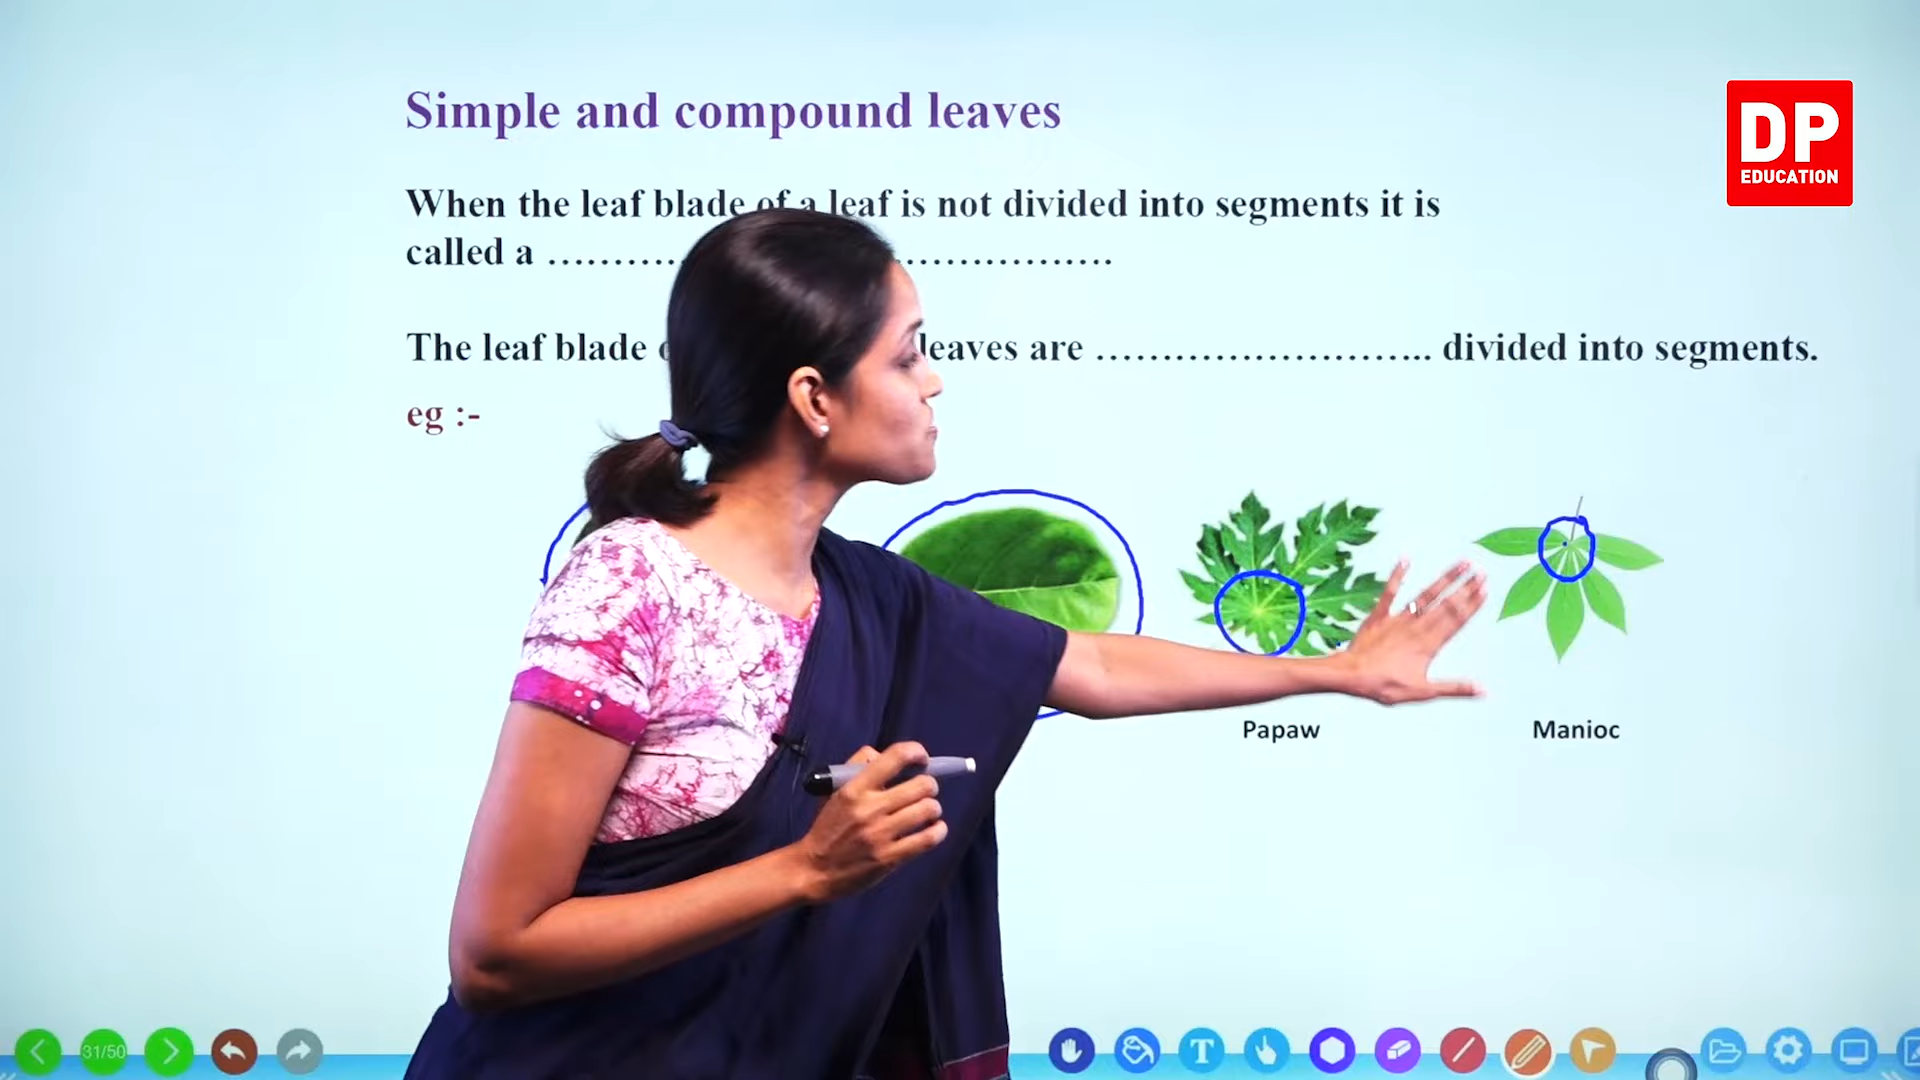 Simple and compound leaves
DP
EDUCATION
When the leaf blade of a leaf is not divided into segments it is
called a ……………………………….
The leaf blade leaves are …………………….. divided into segments.
eg :-
Papaw
Manioc
31/50
T